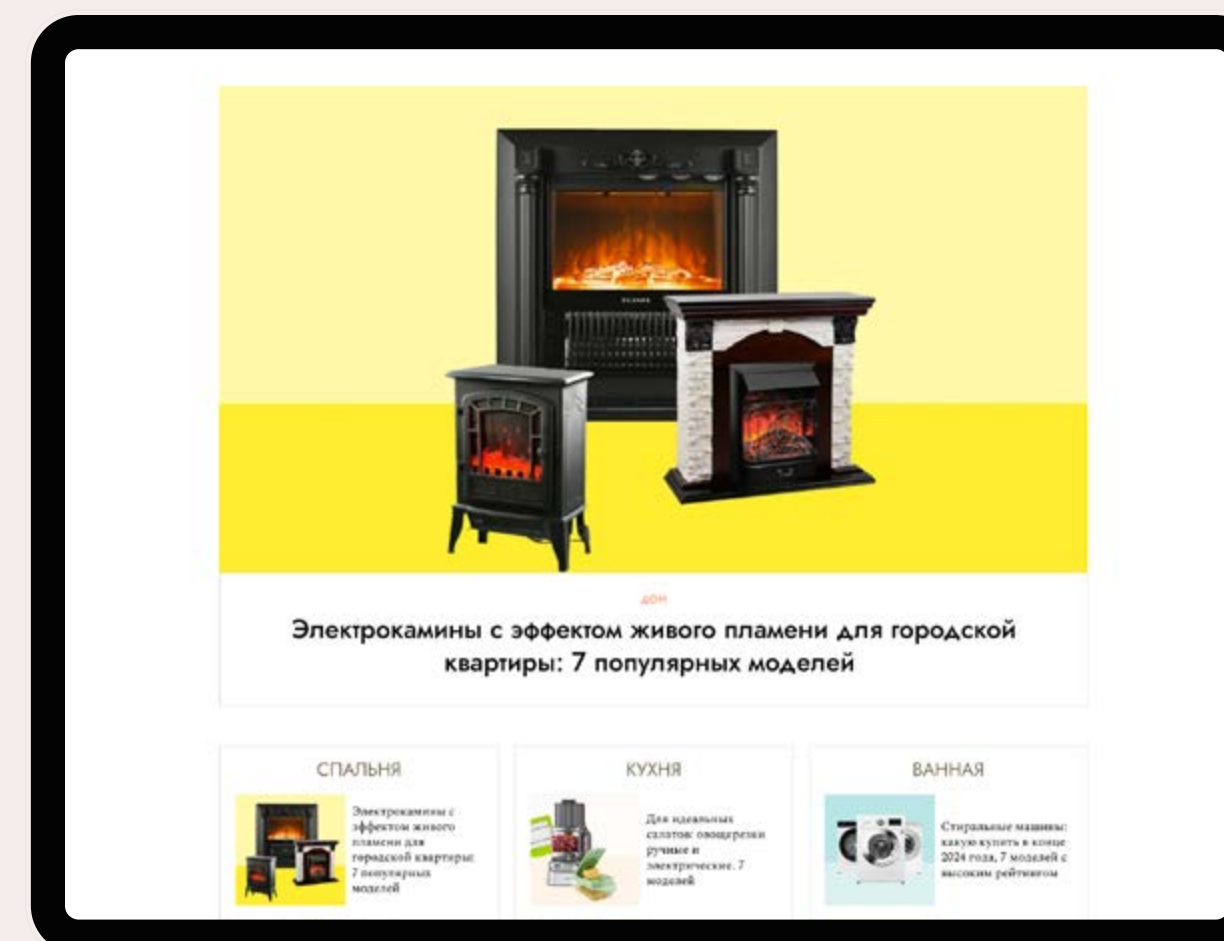 ДОМ
Электрокамины с эффектом живого пламени для городской
квартиры: 7 популярных моделей
СПАЛЬНЯ
Электрокамины с
эффектом живого
пламени для
городской квартиры:
7 популярных
моделей
КУХНЯ
Для идеальных
салатов: овощерезки
ручные и
электрические. 7
моделей
ВАННАЯ
Стиральные машины:
какую купить в конце
2024 года, 7 моделей с
высоким рейтингом